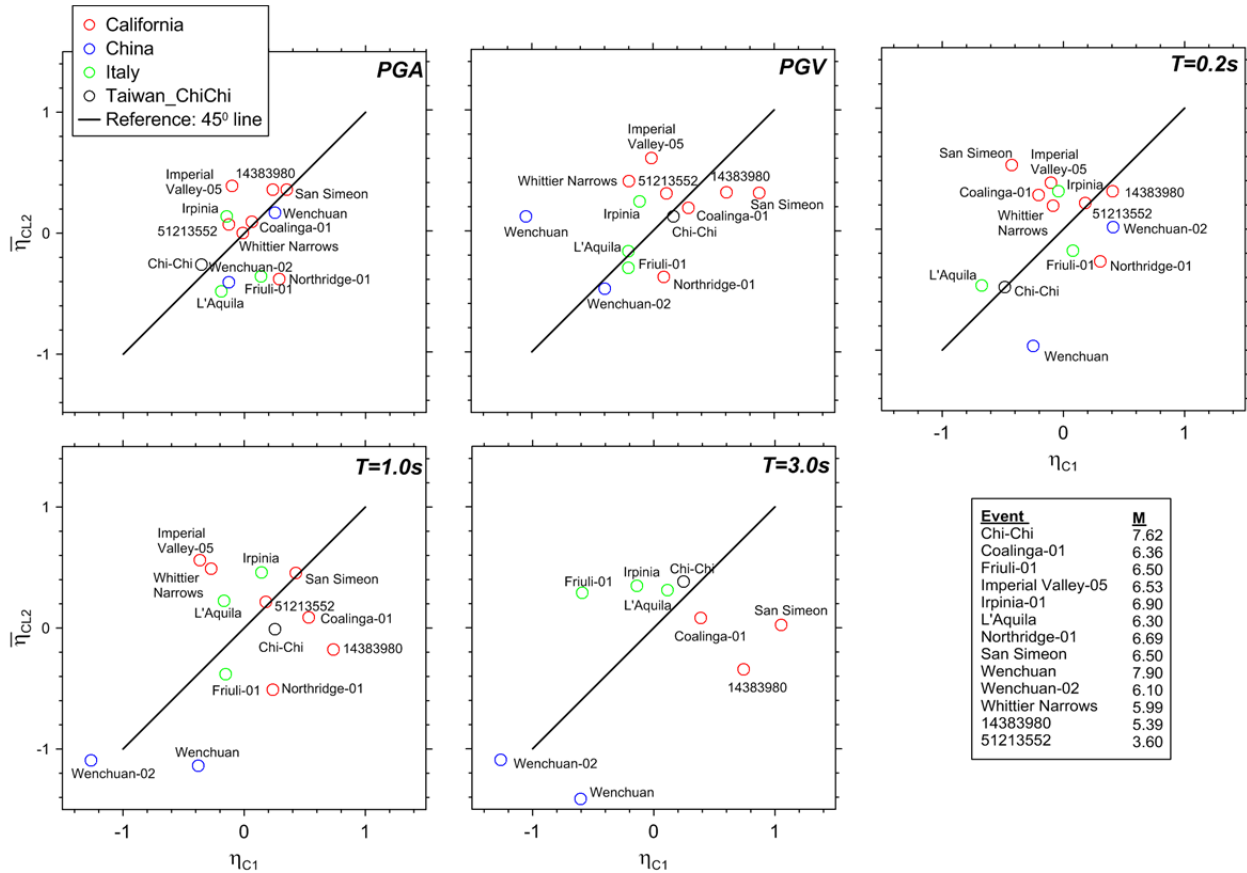 California
China
Italy
Taiwan_ChiChi
Reference: 45⁰ line
PGA
1
0
-1
η̅CL2
Imperial
Valley-05
14383980
San Simeon
Irpinia
Wenchuan
51213552
Coalinga-01
Whittier Narrows
Chi-Chi
Wenchuan-02
Northridge-01
Friuli-01
L'Aquila
PGV
Imperial
Valley-05
Whittier Narrows
51213552
14383980
San Simeon
Irpinia
Coalinga-01
Wenchuan
Chi-Chi
L'Aquila
Friuli-01
Northridge-01
Wenchuan-02
T=0.2s
San Simeon
Imperial
Valley-05
Irpinia
Coalinga-01
14383980
Whittier
Narrows
51213552
Wenchuan-02
Friuli-01
Northridge-01
L'Aquila
Chi-Chi
Wenchuan
-1
0
1
ηC1
T=1.0s
1
0
-1
η̅CL2
Imperial
Valley-05
Irpinia
Whittier
Narrows
San Simeon
L'Aquila
51213552
Coalinga-01
Chi-Chi
14383980
Friuli-01
Northridge-01
Wenchuan
Wenchuan-02
-1
0
1
ηC1
T=3.0s
Chi-Chi
Irpinia
Friuli-01
L'Aquila
San Simeon
Coalinga-01
14383980
Wenchuan-02
Wenchuan
-1
0
1
ηC1
Event M
Chi-Chi 7.62
Coalinga-01 6.36
Friuli-01 6.50
Imperial Valley-05 6.53
Irpinia-01 6.90
L'Aquila 6.30
Northridge-01 6.69
San Simeon 6.50
Wenchuan 7.90
Wenchuan-02 6.10
Whittier Narrows 5.99
14383980 5.39
51213552 3.60